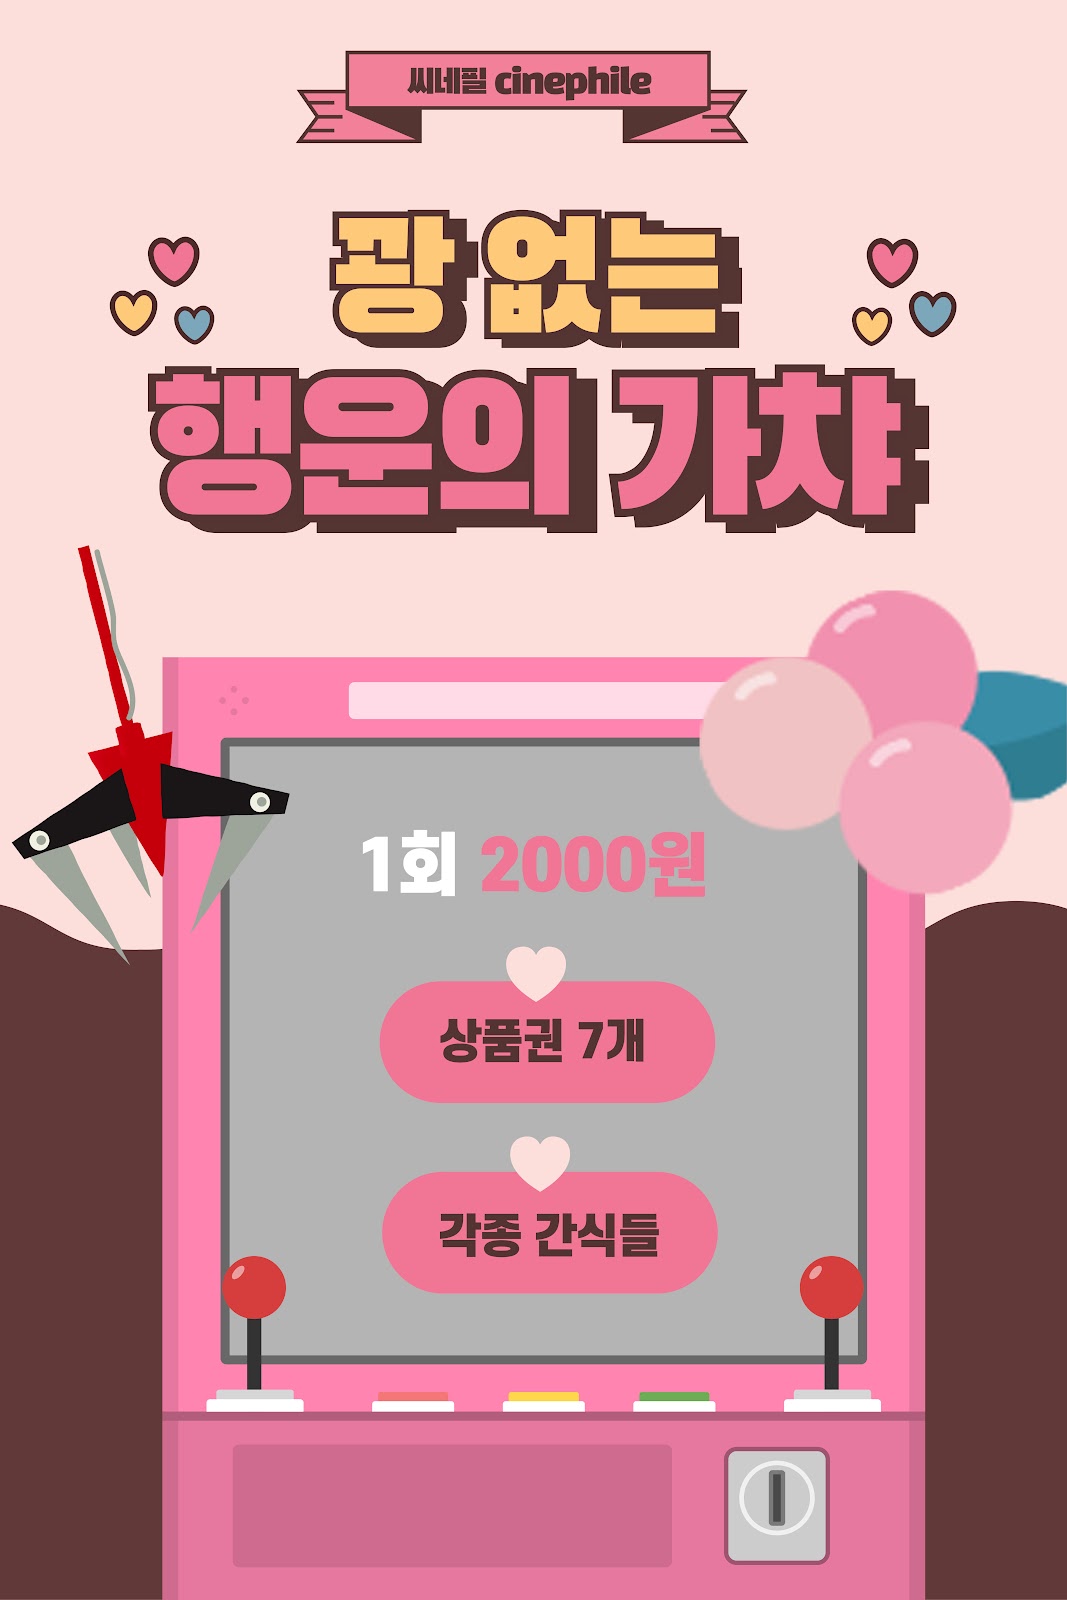 씨네필 cinephile
꽝 없는
행운의 가챠
1회 2000원
상품권 7개
각종 간식들